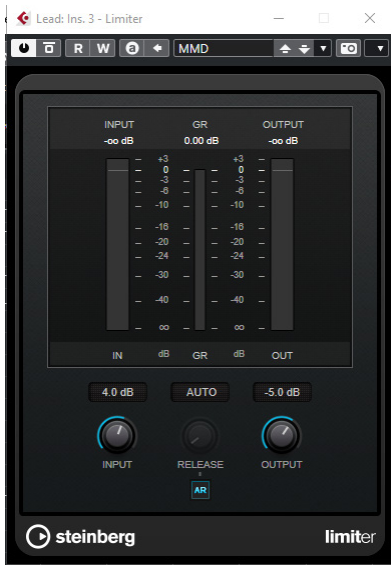 Lead: Ins. 3 - Limiter
R W a MMD
INPUT GR OUTPUT
-oo dB 0.00 dB -oo dB
+3 +3
0 0
-3 -3
-6 -6
-10 -10
-16 -16
-20 -20
-24 -24
-30 -30
-40 -40
∞ ∞
IN dB GR dB OUT
4.0 dB AUTO -5.0 dB
INPUT RELEASE OUTPUT
AR
steinberg limiter